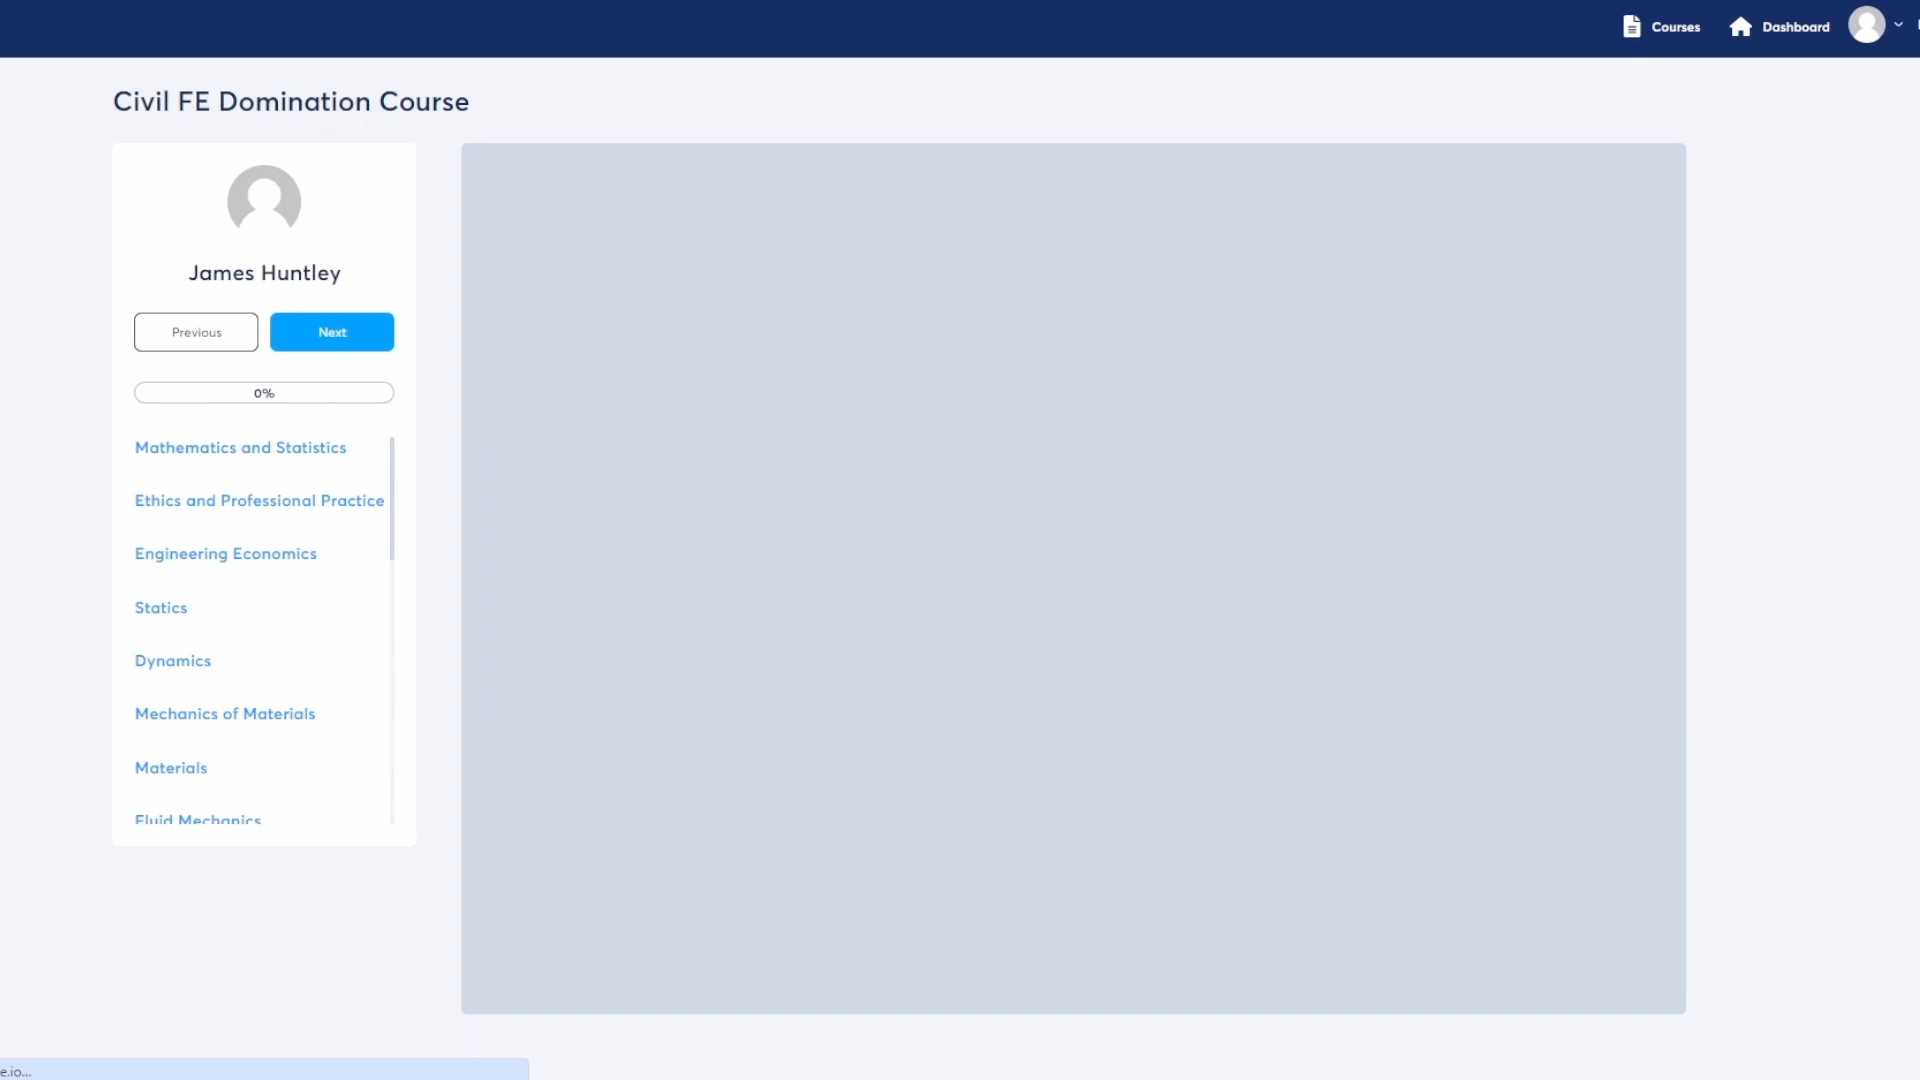 Courses
Dashboard
Civil FE Domination Course
James Huntley
Previous
Next
0%
Mathematics and Statistics
Ethics and Professional Practice
Engineering Economics
Statics
Dynamics
Mechanics of Materials
Materials
Fluid Mechanics
e.io...